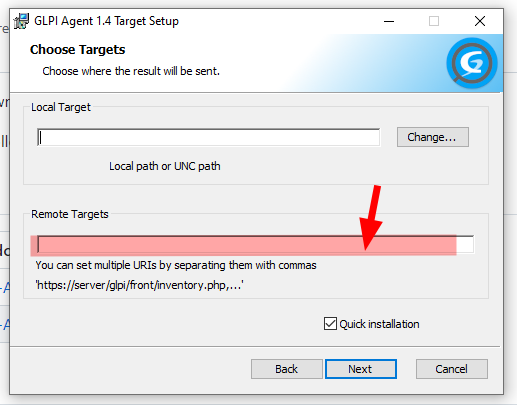 GLPI Agent 1.4 Target Setup
Choose Targets
Choose where the result will be sent.
Local Target
Change...
Local path or UNC path
Remote Targets
You can set multiple URIs by separating them with commas
'https://server/glpi/front/inventory.php,...'
Quick installation
Back
Next
Cancel